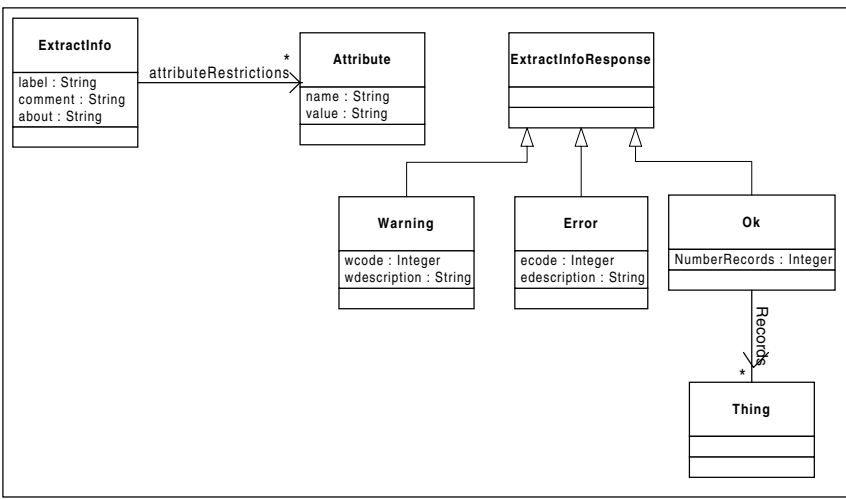 ExtractInfo
label : String
comment : String
about : String
attributeRestrictions
*
Attribute
name : String
value : String
ExtractInfoResponse
Warning
wcode : Integer
wdescription : String
Error
ecode : Integer
edescription : String
Ok
NumberRecords : Integer
Records
*
Thing